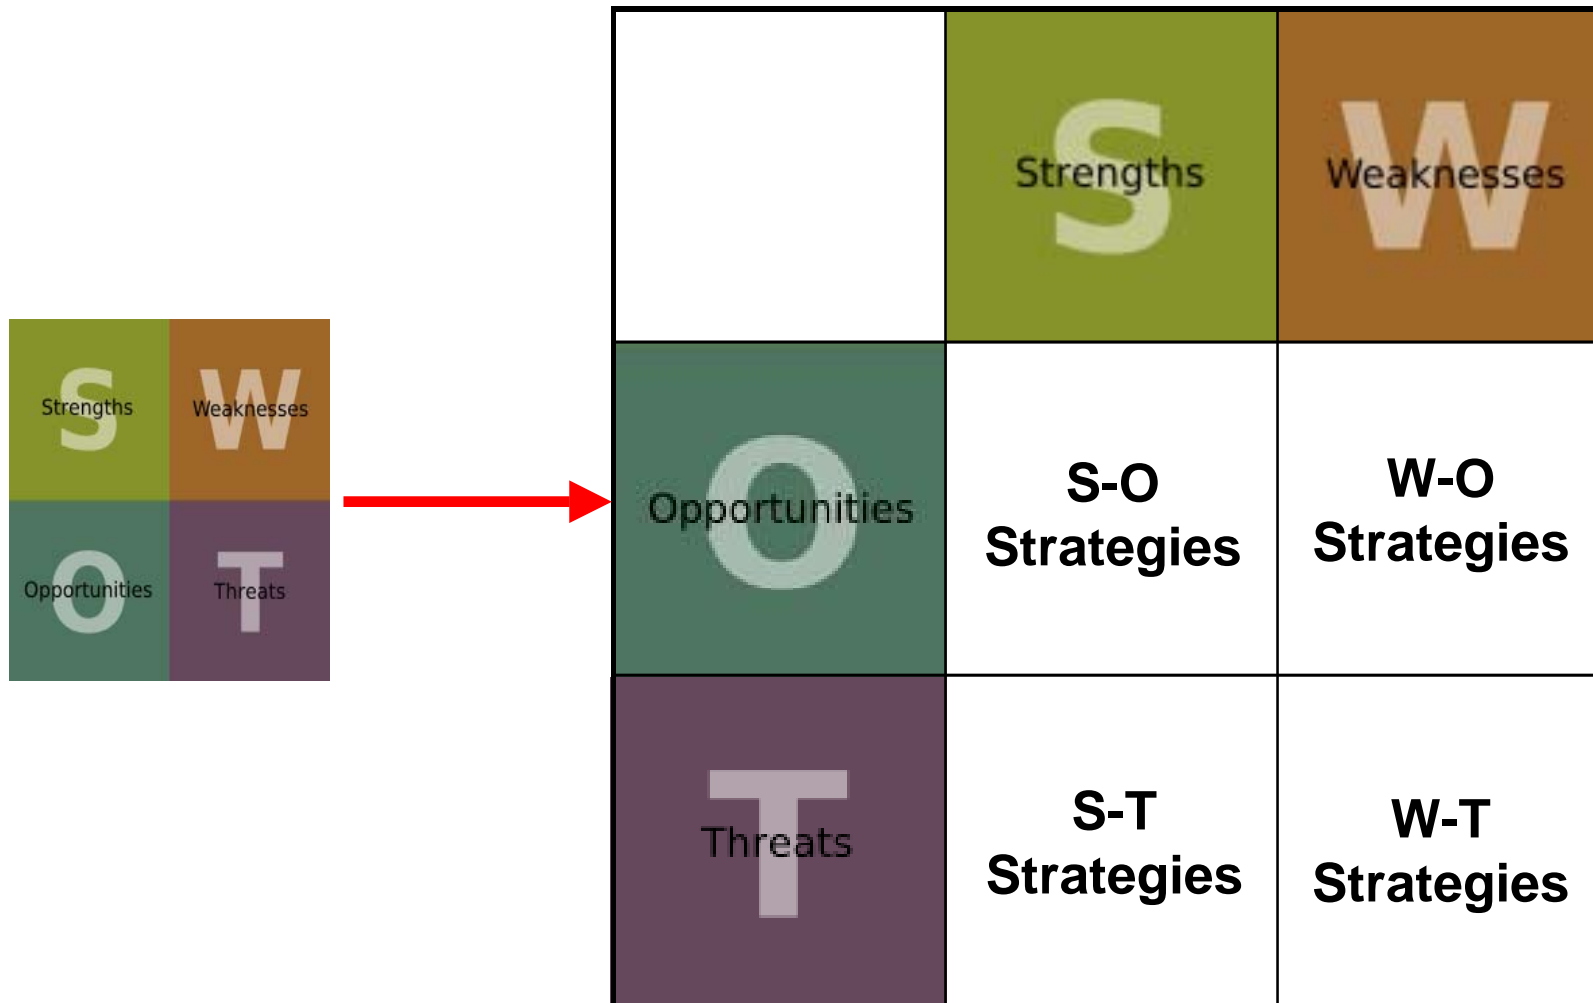 S
Strengths
W
Weaknesses
O
Opportunities
T
Threats
S
Strengths
W
Weaknesses
O
Opportunities
S-O
Strategies
W-O
Strategies
T
Threats
S-T
Strategies
W-T
Strategies